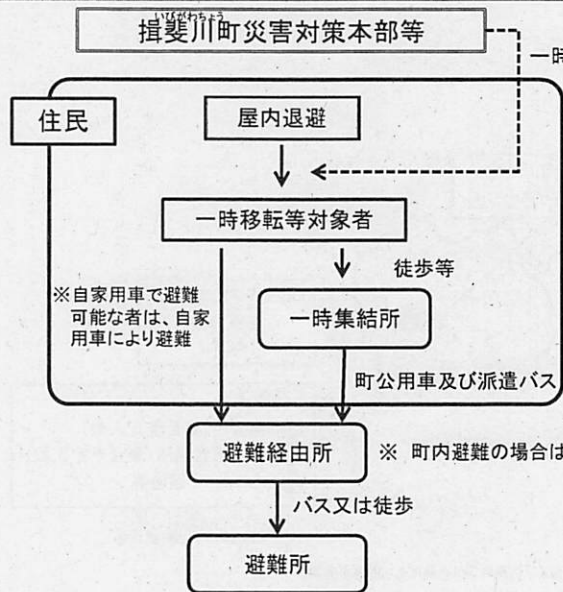 いびがわちょう
揖斐川町災害対策本部等
一時
住民
屋内退避
一時移転等対象者
徒歩等
※自家用車で避難
可能な者は、自家
用車により避難
一時集結所
町公用車及び派遣バス
避難経由所
※ 町内避難の場合は
バス又は徒歩
避難所